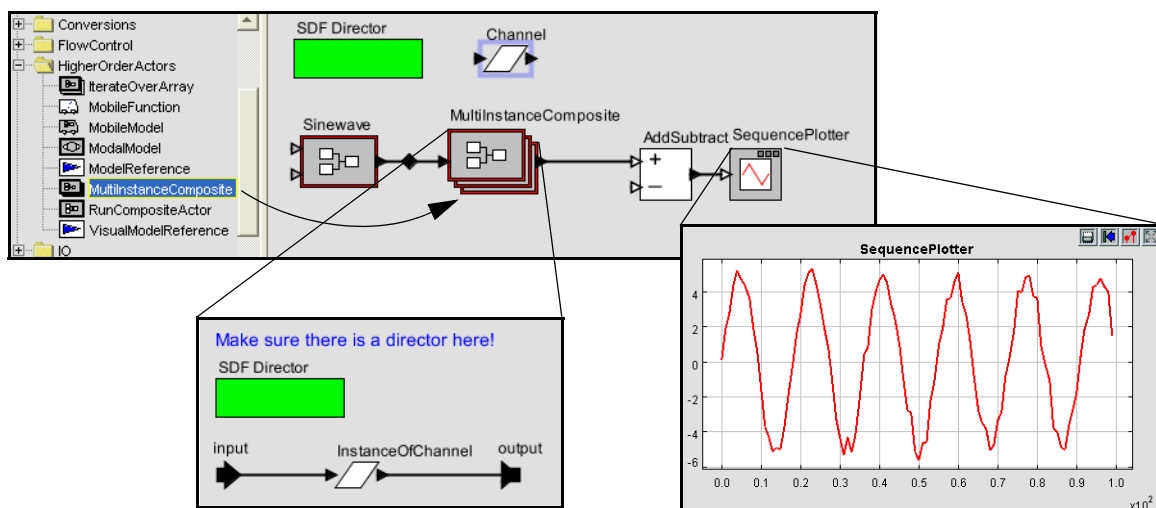 Conversions
FlowControl
HigherOrderActors
IterateOverArray
MobileFunction
MobileModel
ModalModel
ModelReference
MultiInstanceComposite
RunCompositeActor
VisualModelReference
IO
SDF Director
Channel
Sinewave
MultiInstanceComposite
AddSubtract
SequencePlotter
+
–
Make sure there is a director here!
SDF Director
input
InstanceOfChannel
output
SequencePlotter
4
2
0
-2
-4
-6
0.0 0.1 0.2 0.3 0.4 0.5 0.6 0.7 0.8 0.9 1.0
x10²